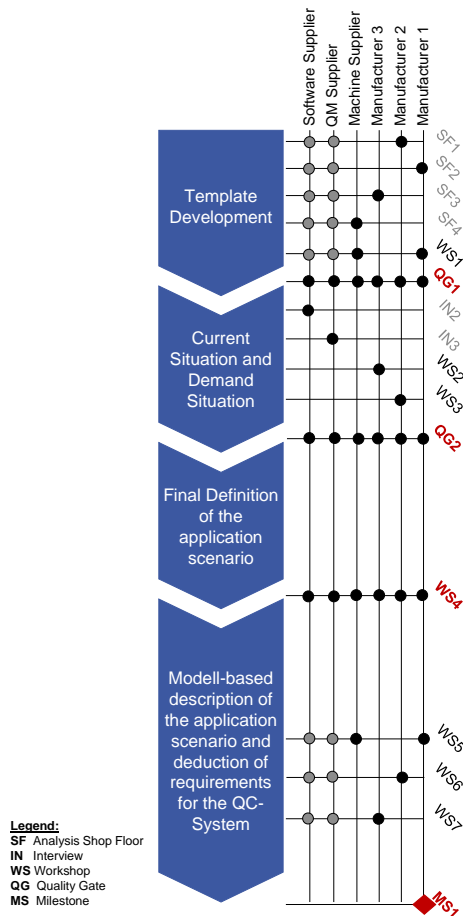 Software Supplier
QM Supplier
Machine Supplier
Manufacturer 3
Manufacturer 2
Manufacturer 1
SF1
SF2
Template
Development
SF3
SF4
WS1
QG1
IN2
Current
Situation and
Demand
Situation
IN3
WS2
WS3
QG2
Final Definition
of the
application
scenario
WS4
Modell-based
description of
the application
scenario and
deduction of
requirements
for the QC-
System
WS5
WS6
WS7
Legend:
SF Analysis Shop Floor
IN Interview
WS Workshop
QG Quality Gate
MS Milestone
MS1